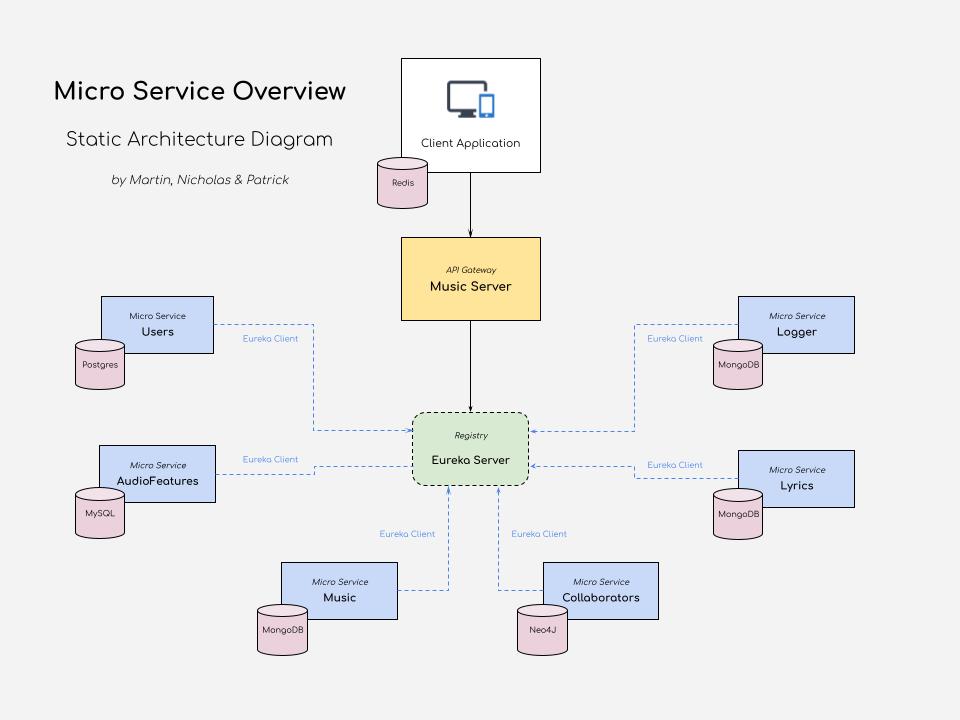 Micro Service Overview
Static Architecture Diagram
by Martin, Nicholas & Patrick
Client Application
Redis
API Gateway
Music Server
Micro Service
Users
Postgres
Eureka Client
Micro Service
Logger
MongoDB
Eureka Client
Registry
Eureka Server
Micro Service
AudioFeatures
MySQL
Eureka Client
Micro Service
Lyrics
MongoDB
Eureka Client
Eureka Client
Eureka Client
Micro Service
Music
MongoDB
Micro Service
Collaborators
Neo4J